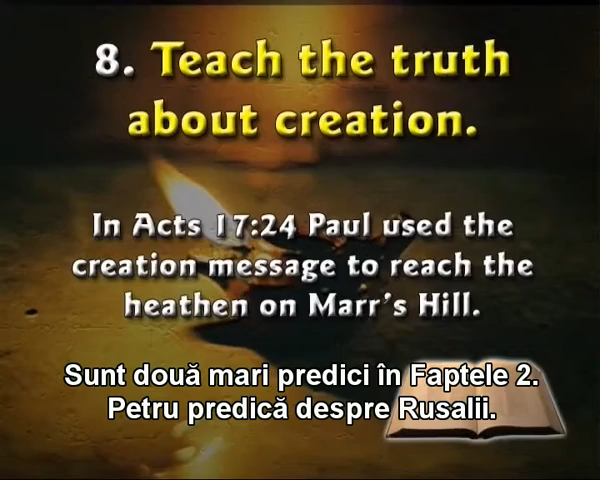 8. Teach the truth
about creation.
In Acts 17:24 Paul used the
creation message to reach the
heathen on Marr's Hill.
Sunt două mari predici în Faptele 2.
Petru predică despre Rusalii.